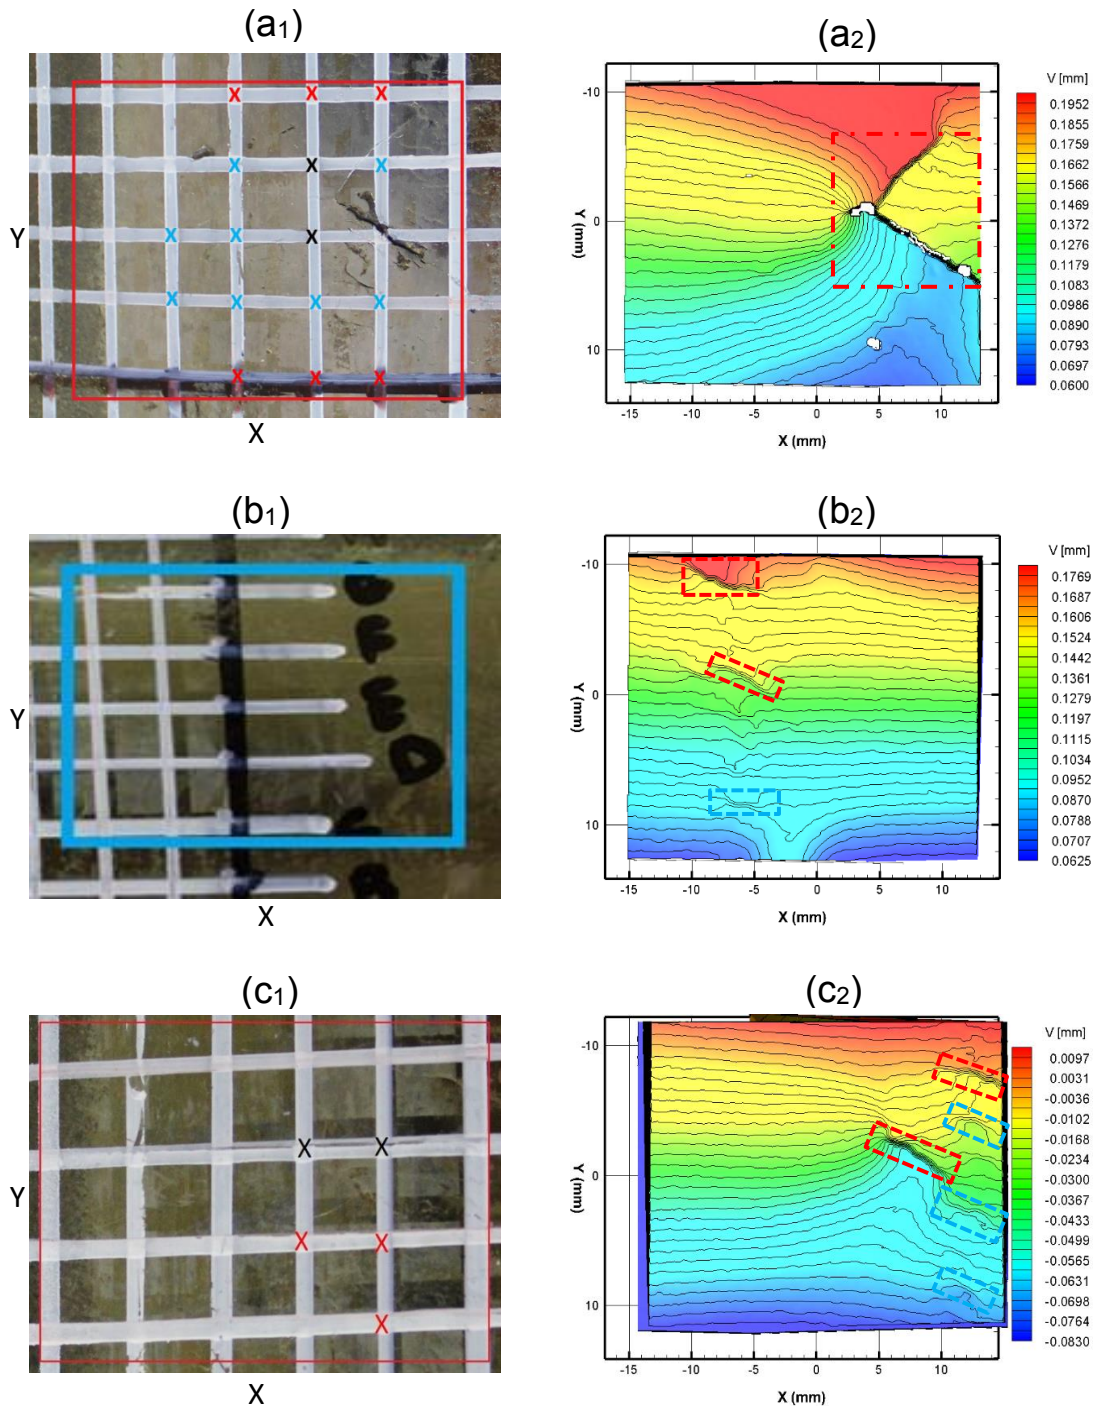 (a1)
(a2)
X X X
X X X
X X X
X X X X
X X X
Y
X
V [mm]
0.1952
0.1855
0.1759
0.1662
0.1566
0.1469
0.1372
0.1276
0.1179
0.1083
0.0986
0.0890
0.0793
0.0697
0.0600
-10
0
10
Y (mm)
-15 -10 -5 0 5 10
X (mm)
(b1)
(b2)
F
E
D
Y
X
V [mm]
0.1769
0.1687
0.1606
0.1524
0.1442
0.1361
0.1279
0.1197
0.1115
0.1034
0.0952
0.0870
0.0788
0.0707
0.0625
-10
0
10
Y (mm)
-15 -10 -5 0 5 10
X (mm)
(c1)
(c2)
X X
X X
X
Y
X
V [mm]
0.0097
0.0031
-0.0036
-0.0102
-0.0168
-0.0234
-0.0300
-0.0367
-0.0433
-0.0499
-0.0565
-0.0631
-0.0698
-0.0764
-0.0830
-10
0
10
Y (mm)
-15 -10 -5 0 5 10
X (mm)